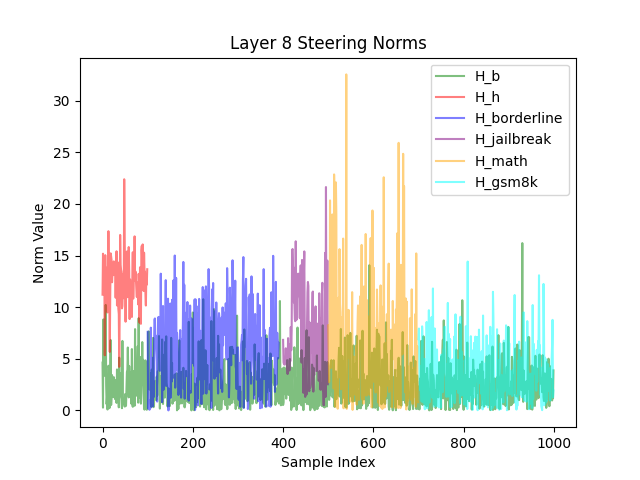 Layer 8 Steering Norms
H_b
H_h
H_borderline
H_jailbreak
H_math
H_gsm8k
Norm Value
30
25
20
15
10
5
0
0
200
400
600
800
1000
Sample Index